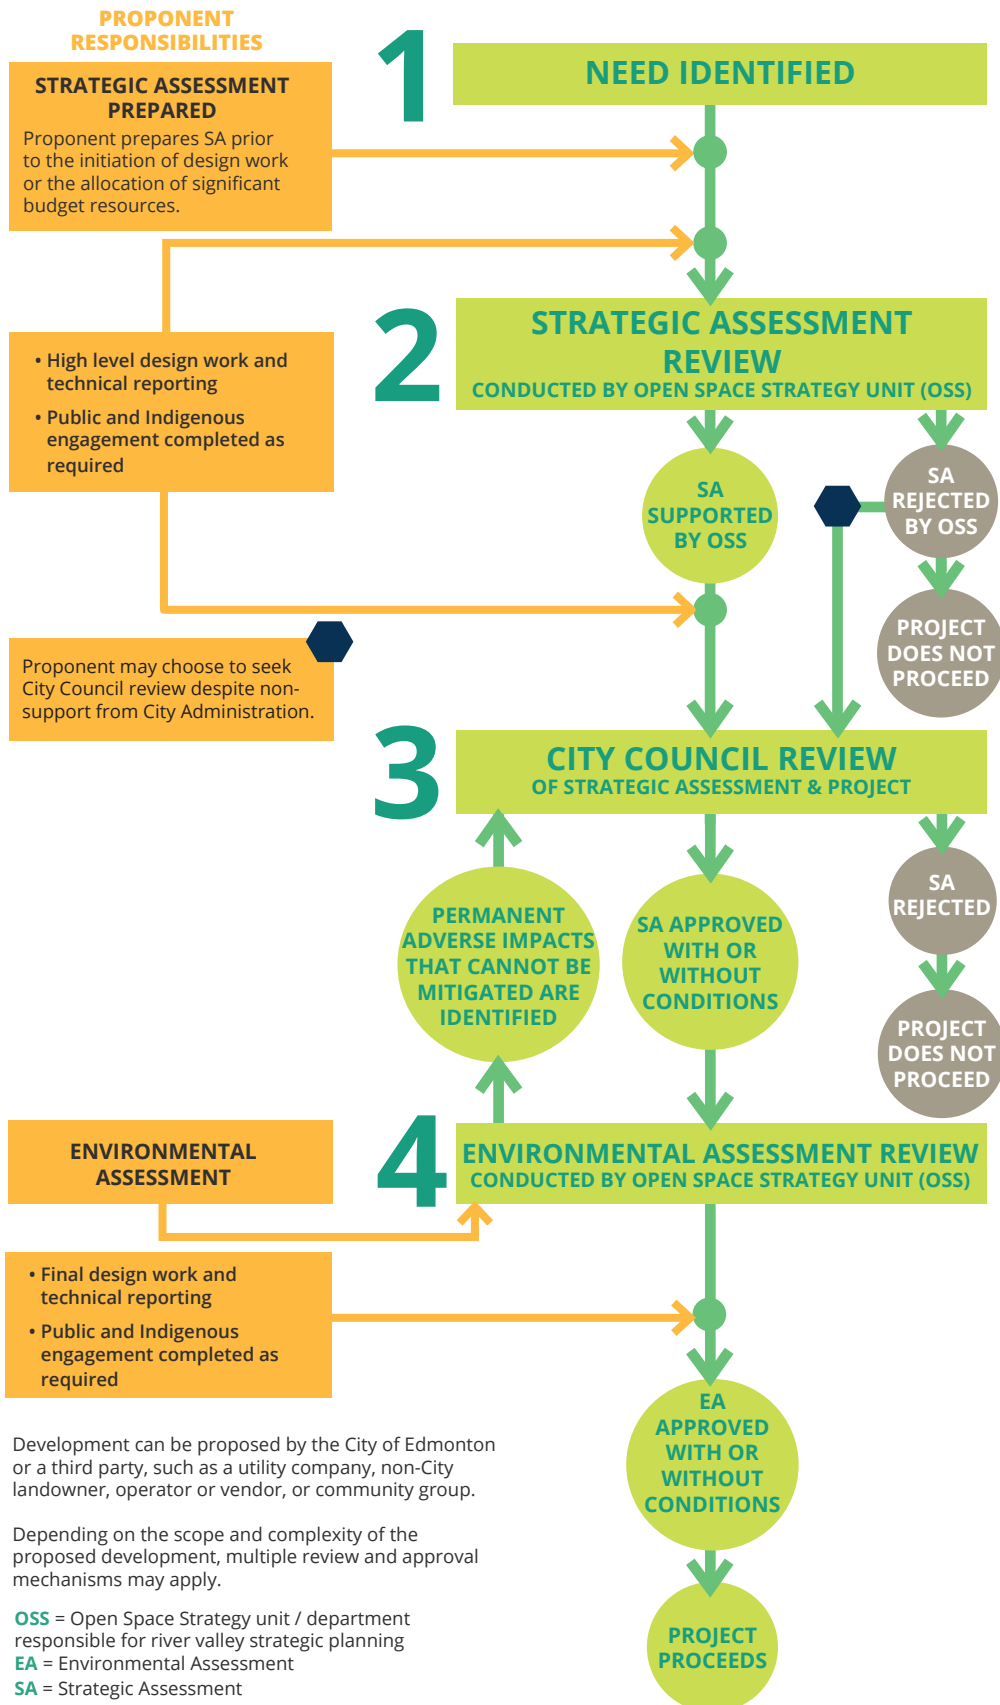 PROPONENT
RESPONSIBILITIES
STRATEGIC ASSESSMENT
PREPARED
Proponent prepares SA prior
to the initiation of design work
or the allocation of significant
budget resources.
1
NEED IDENTIFIED
• High level design work and
technical reporting
• Public and Indigenous
engagement completed as
required
2
STRATEGIC ASSESSMENT
REVIEW
CONDUCTED BY OPEN SPACE STRATEGY UNIT (OSS)
SA
SUPPORTED
BY OSS
SA
REJECTED
BY OSS
PROJECT
DOES NOT
PROCEED
Proponent may choose to seek
City Council review despite non-
support from City Administration.
3
CITY COUNCIL REVIEW
OF STRATEGIC ASSESSMENT & PROJECT
PERMANENT
ADVERSE IMPACTS
THAT CANNOT BE
MITIGATED ARE
IDENTIFIED
SA APPROVED
WITH OR
WITHOUT
CONDITIONS
SA
REJECTED
PROJECT
DOES NOT
PROCEED
ENVIRONMENTAL
ASSESSMENT
4
ENVIRONMENTAL ASSESSMENT REVIEW
CONDUCTED BY OPEN SPACE STRATEGY UNIT (OSS)
• Final design work and
technical reporting
• Public and Indigenous
engagement completed as
required
EA
APPROVED
WITH OR
WITHOUT
CONDITIONS
PROJECT
PROCEEDS
Development can be proposed by the City of Edmonton
or a third party, such as a utility company, non-City
landowner, operator or vendor, or community group.
Depending on the scope and complexity of the
proposed development, multiple review and approval
mechanisms may apply.
OSS = Open Space Strategy unit / department
responsible for river valley strategic planning
EA = Environmental Assessment
SA = Strategic Assessment